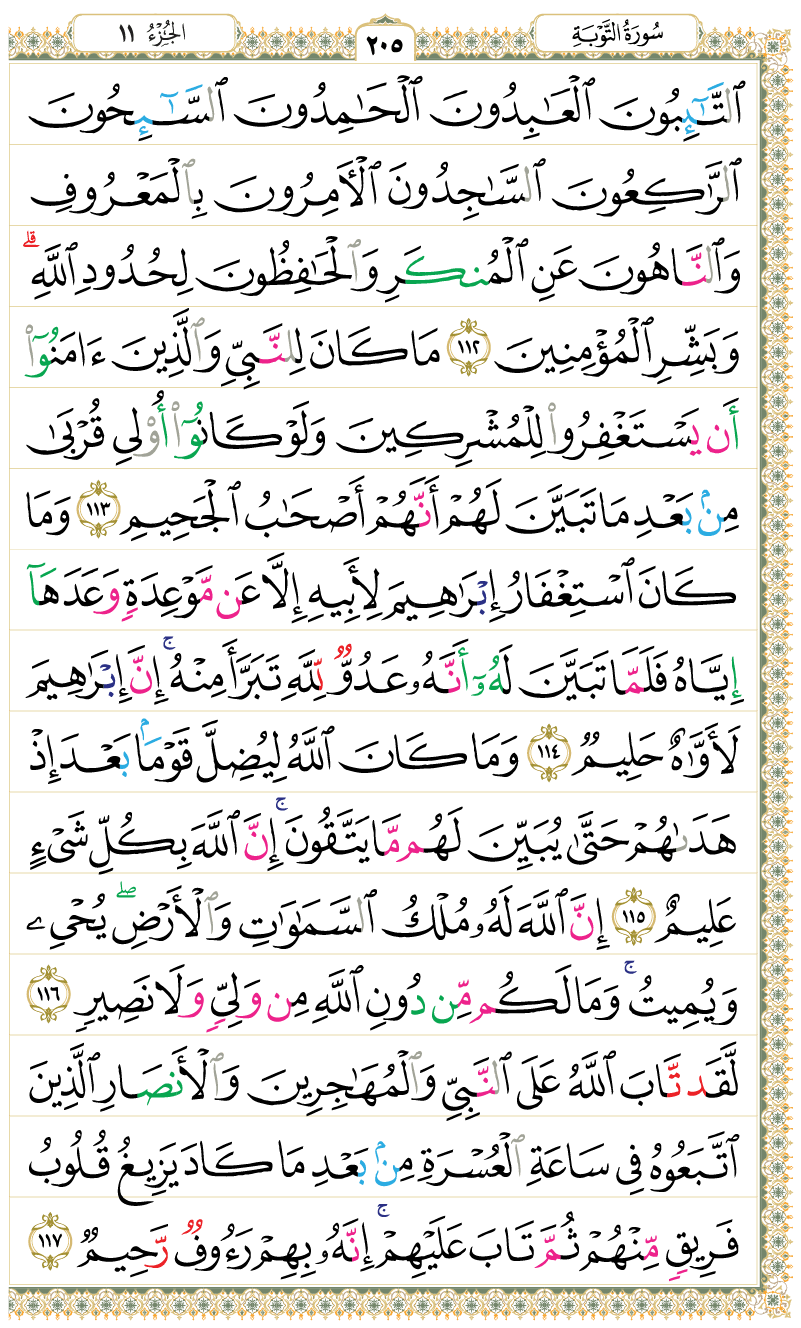 سُورَةُ التَّوْبَةِ
٢٠٥
الجُزْءُ ١١
ٱلتَّـٰٓئِبُونَ ٱلْعَـٰبِدُونَ ٱلْحَـٰمِدُونَ ٱلسَّـٰٓئِحُونَ
ٱلرَّٰكِعُونَ ٱلسَّـٰجِدُونَ ٱلْأَمِرُونَ بِٱلْمَعْرُوفِ
وَٱلنَّاهُونَ عَنِ ٱلْمُنكَرِ وَٱلْحَـٰفِظُونَ لِحُدُودِ ٱللَّهِ ۗ
وَبَشِّرِ ٱلْمُؤْمِنِينَ ١١٢ مَا كَانَ لِلنَّبِىِّ وَٱلَّذِينَ ءَامَنُوٓا۟
أَن يَسْتَغْفِرُوا۟ لِلْمُشْرِكِينَ وَلَوْ كَانُوٓا۟ أُو۟لِى قُرْبَىٰ
مِنۢ بَعْدِ مَا تَبَيَّنَ لَهُمْ أَنَّهُمْ أَصْحَـٰبُ ٱلْجَحِيمِ ١١٣ وَمَا
كَانَ ٱسْتِغْفَارُ إِبْرَٰهِيمَ لِأَبِيهِ إِلَّا عَن مَّوْعِدَةٍ وَعَدَهَآ
إِيَّاهُ فَلَمَّا تَبَيَّنَ لَهُۥٓ أَنَّهُۥ عَدُوٌّ لِّلَّهِ تَبَرَّأَ مِنْهُ ۚ إِنَّ إِبْرَٰهِيمَ
لَأَوَّٰهٌ حَلِيمٌ ١١٤ وَمَا كَانَ ٱللَّهُ لِيُضِلَّ قَوْمًۢا بَعْدَ إِذْ
هَدَىٰهُمْ حَتَّىٰ يُبَيِّنَ لَهُم مَّا يَتَّقُونَ ۚ إِنَّ ٱللَّهَ بِكُلِّ شَىْءٍ
عَلِيمٌ ١١٥ إِنَّ ٱللَّهَ لَهُۥ مُلْكُ ٱلسَّمَـٰوَٰتِ وَٱلْأَرْضِ ۖ يُحْىِۦ
وَيُمِيتُ ۚ وَمَا لَكُم مِّن دُونِ ٱللَّهِ مِن وَلِىٍّ وَلَا نَصِيرٍ ١١٦
لَّقَد تَّابَ ٱللَّهُ عَلَى ٱلنَّبِىِّ وَٱلْمُهَـٰجِرِينَ وَٱلْأَنصَارِ ٱلَّذِينَ
ٱتَّبَعُوهُ فِى سَاعَةِ ٱلْعُسْرَةِ مِنۢ بَعْدِ مَا كَادَ يَزِيغُ قُلُوبُ
فَرِيقٍ مِّنْهُمْ ثُمَّ تَابَ عَلَيْهِمْ ۚ إِنَّهُۥ بِهِمْ رَءُوفٌ رَّحِيمٌ ١١٧